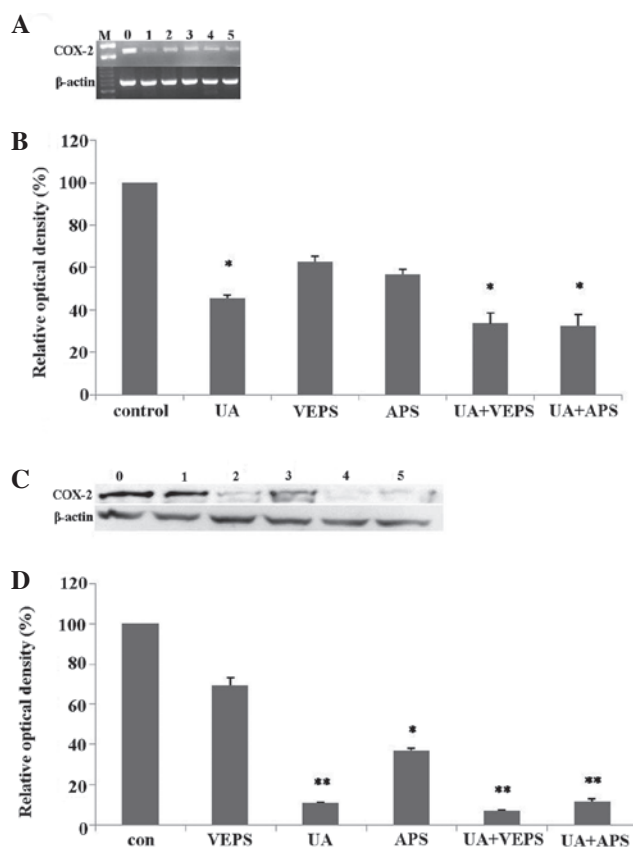 A
M 0 1 2 3 4 5
COX-2
β-actin
B
Relative optical density (%)
120
100
80
60
40
20
0
*
*
*
control UA VEPS APS UA+VEPS UA+APS
C
0 1 2 3 4 5
COX-2
β-actin
D
Relative optical density (%)
120
100
80
60
40
20
0
**
*
**
**
con VEPS UA APS UA+VEPS UA+APS